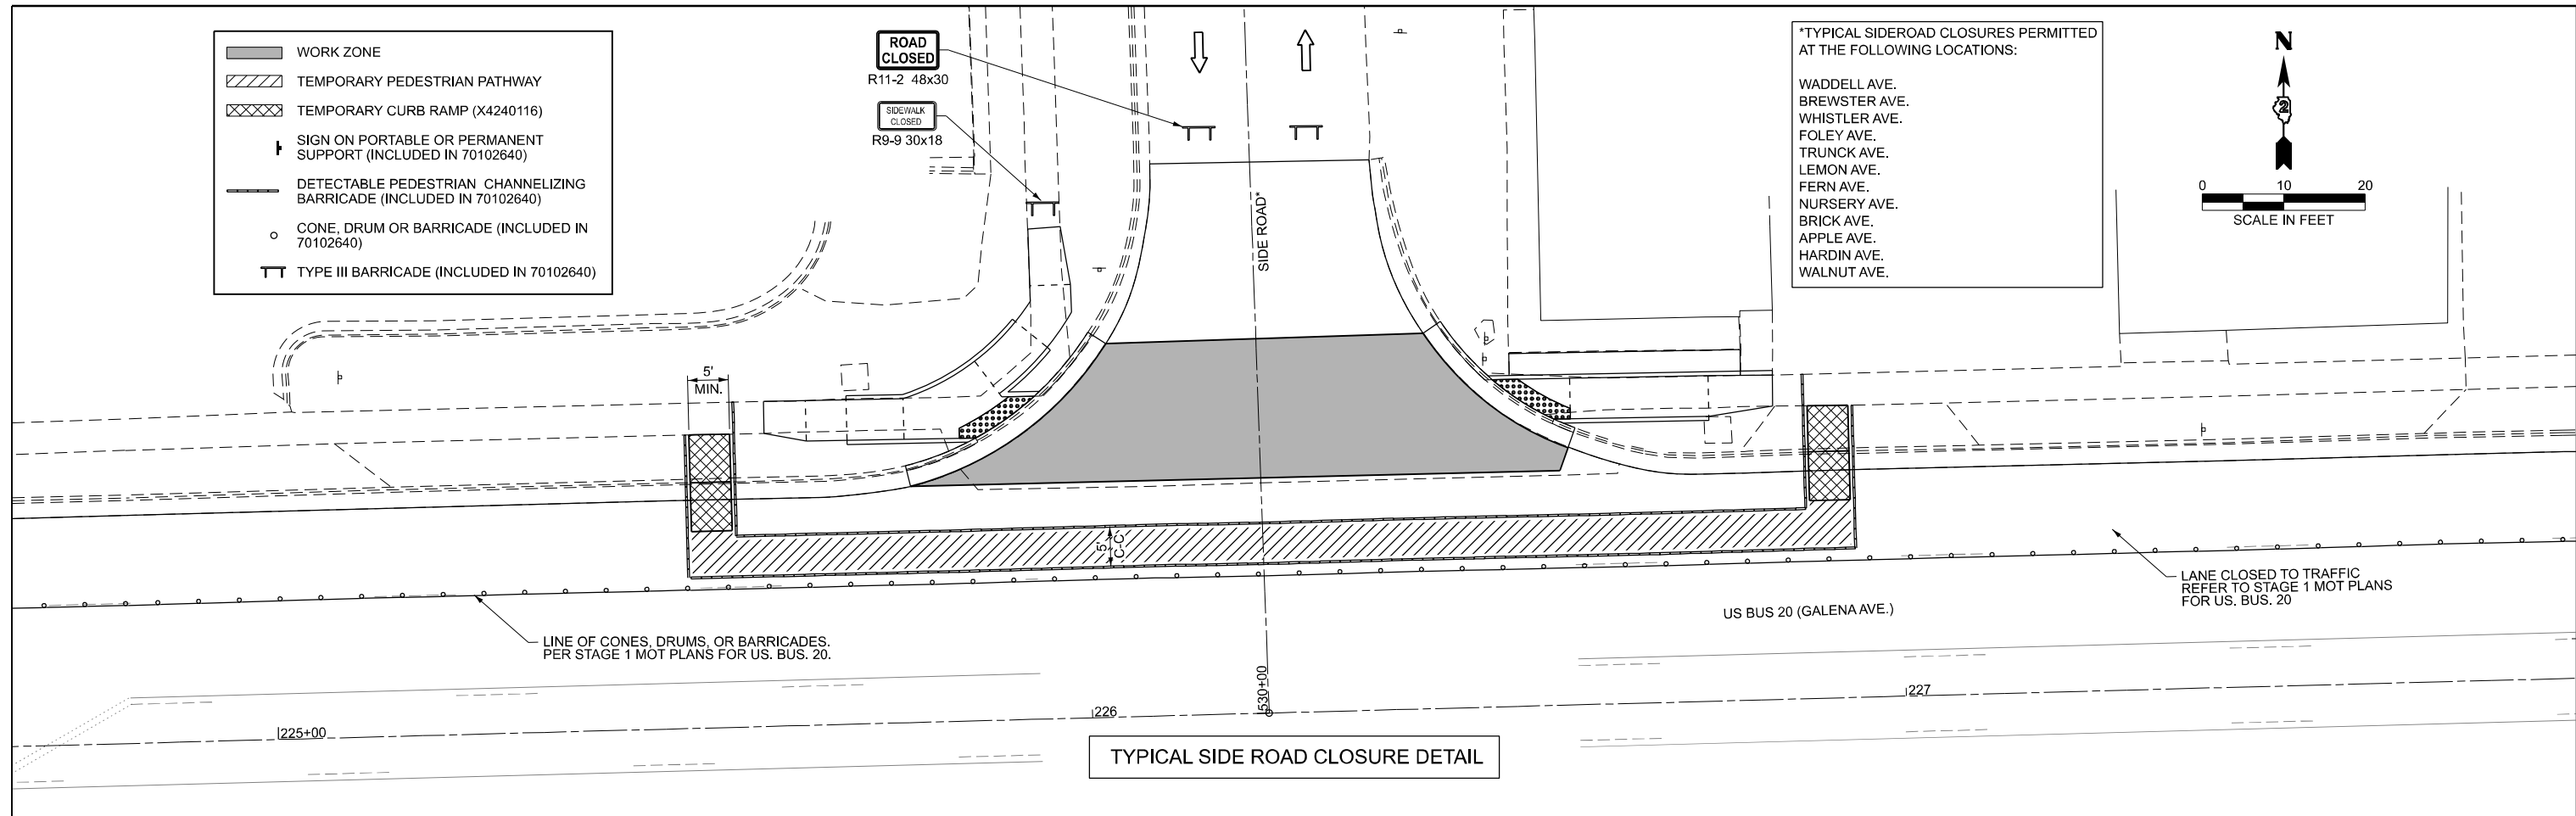 WORK ZONE
TEMPORARY PEDESTRIAN PATHWAY
TEMPORARY CURB RAMP (X4240116)
SIGN ON PORTABLE OR PERMANENT
SUPPORT (INCLUDED IN 70102640)
DETECTABLE PEDESTRIAN CHANNELIZING
BARRICADE (INCLUDED IN 70102640)
CONE, DRUM OR BARRICADE (INCLUDED IN
70102640)
TYPE III BARRICADE (INCLUDED IN 70102640)
ROAD
CLOSED
R11-2 48x30
SIDEWALK
CLOSED
R9-9 30x18
SIDE ROAD*
*TYPICAL SIDEROAD CLOSURES PERMITTED
AT THE FOLLOWING LOCATIONS:
WADDELL AVE.
BREWSTER AVE.
WHISTLER AVE.
FOLEY AVE.
TRUNCK AVE.
LEMON AVE.
FERN AVE.
NURSERY AVE.
BRICK AVE.
APPLE AVE.
HARDIN AVE.
WALNUT AVE.
N
2
0 10 20
SCALE IN FEET
5'
MIN.
5'
C-C
LINE OF CONES, DRUMS, OR BARRICADES.
PER STAGE 1 MOT PLANS FOR US. BUS. 20.
US BUS 20 (GALENA AVE.)
LANE CLOSED TO TRAFFIC
REFER TO STAGE 1 MOT PLANS
FOR US. BUS. 20
225+00
226
530+00
227
TYPICAL SIDE ROAD CLOSURE DETAIL